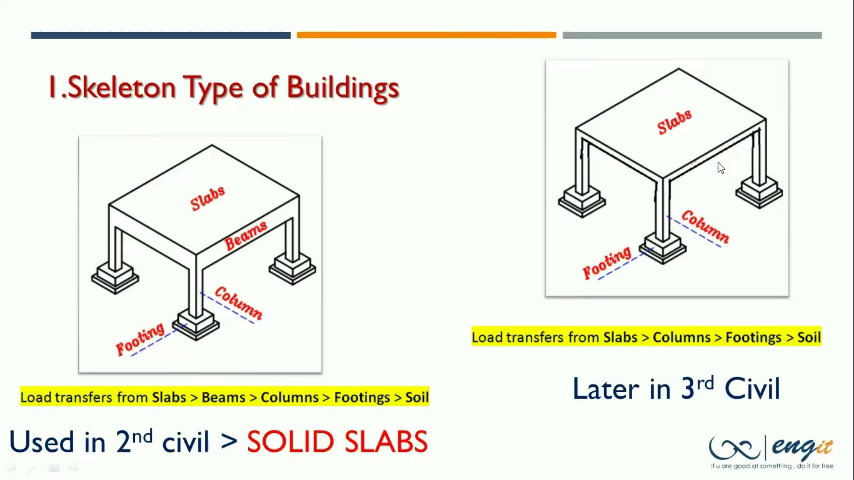 1.Skeleton Type of Buildings
Slabs
Beams
Column
Footing
Load transfers from Slabs > Beams > Columns > Footings > Soil
Used in 2nd civil > SOLID SLABS
Slabs
Column
Footing
Load transfers from Slabs > Columns > Footings > Soil
Later in 3rd Civil
engit
if u are good at something , do it for free